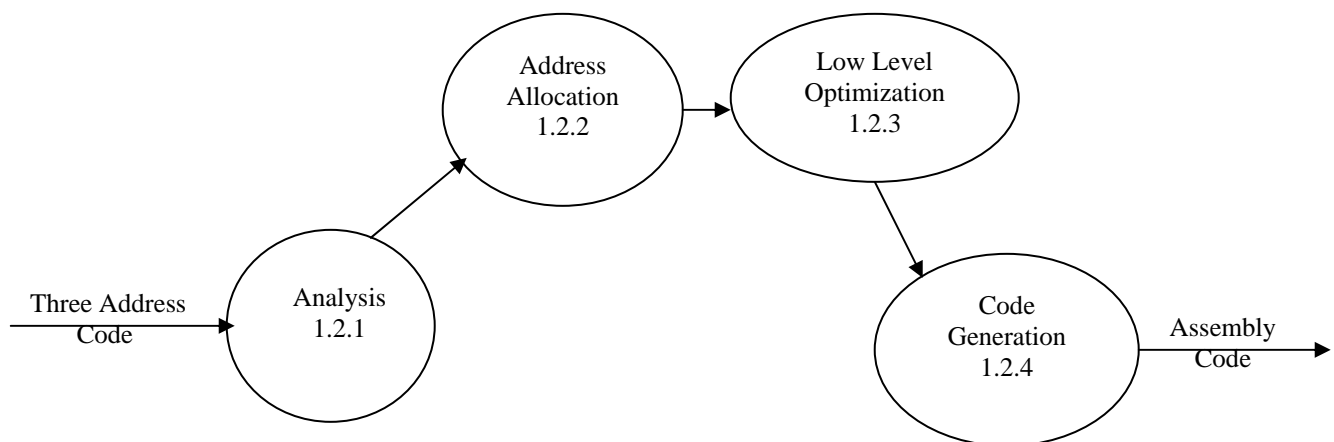 Three Address
Code
Analysis
1.2.1
Address
Allocation
1.2.2
Low Level
Optimization
1.2.3
Code
Generation
1.2.4
Assembly
Code